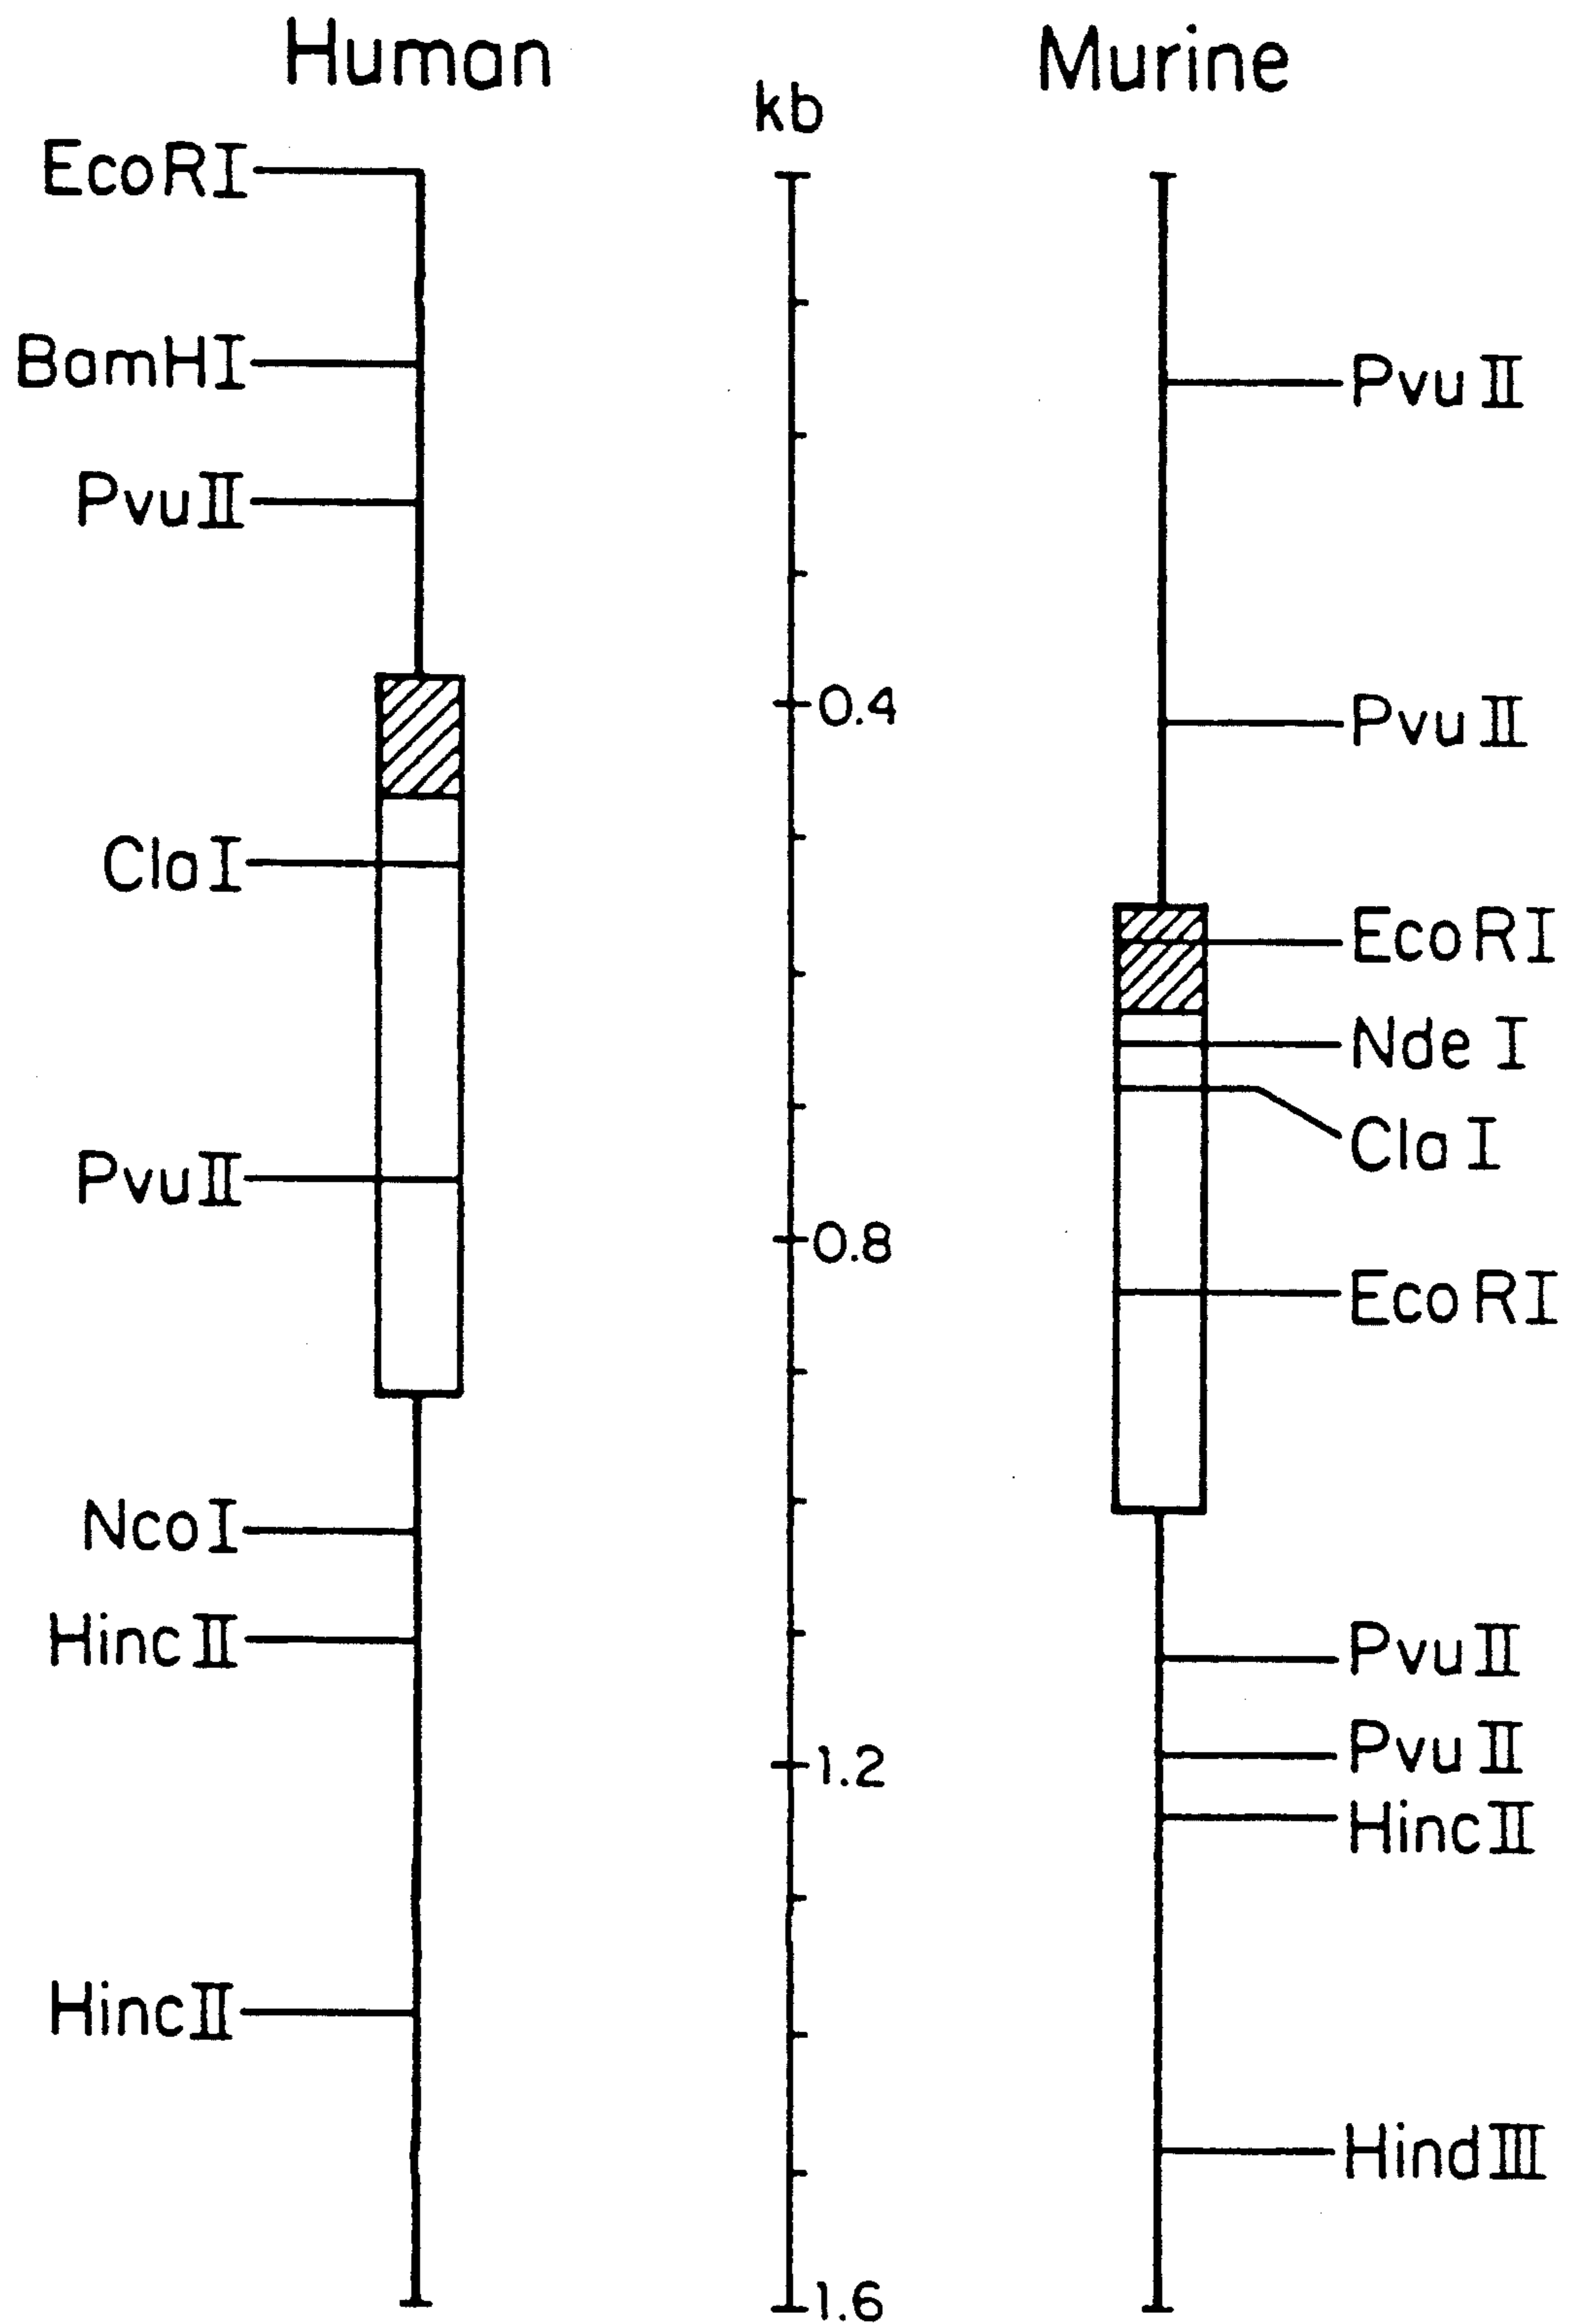 Human
kb
Murine
EcoRI
BamHI
PvuII
ClaI
PvuII
NcoI
HincII
HincII
0.4
0.8
1.2
1.6
PvuII
PvuII
EcoRI
NdeI
ClaI
EcoRI
PvuII
PvuII
HincII
HindIII